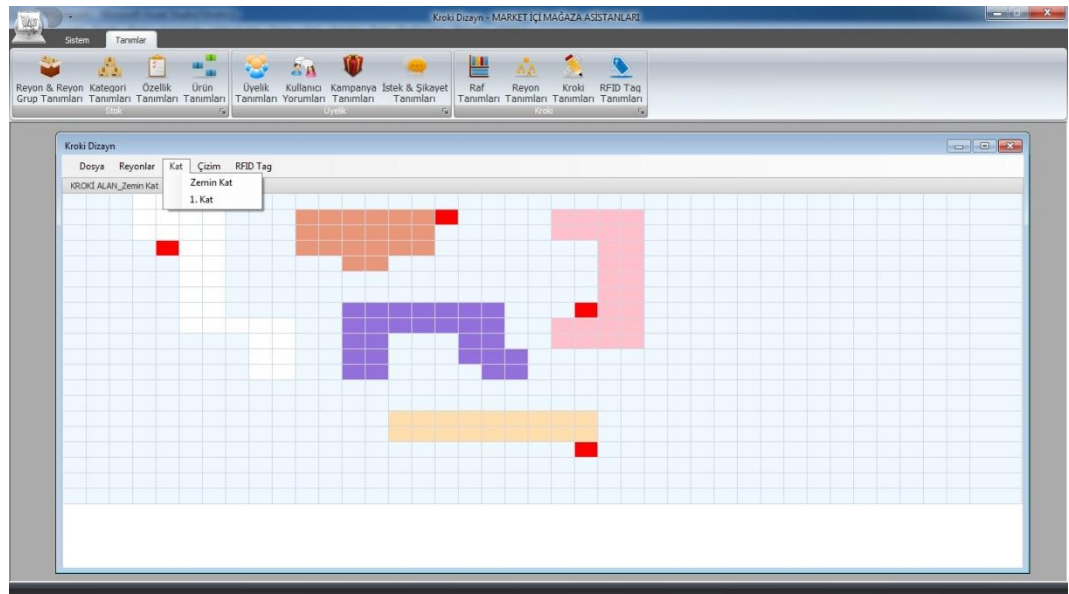 Kroki Dizayn - MARKET İÇİ MAĞAZA ASİSTANLARI
Sistem Tanımlar
Reyon & Reyon Grup Tanımları
Kategori Tanımları
Özellik Tanımları
Ürün Tanımları
Üyelik Tanımları
Kullanıcı Yorumları
Kampanya Tanımları
İstek & Şikayet Tanımları
Raf Tanımları
Reyon Tanımları
Kroki Tanımları
RFID Tag Tanımları
Stok Üyelik Kroki
Kroki Dizayn
Dosya Reyonlar Kat Çizim RFID Tag
KROKİ ALAN_Zemin Kat
Zemin Kat
1. Kat